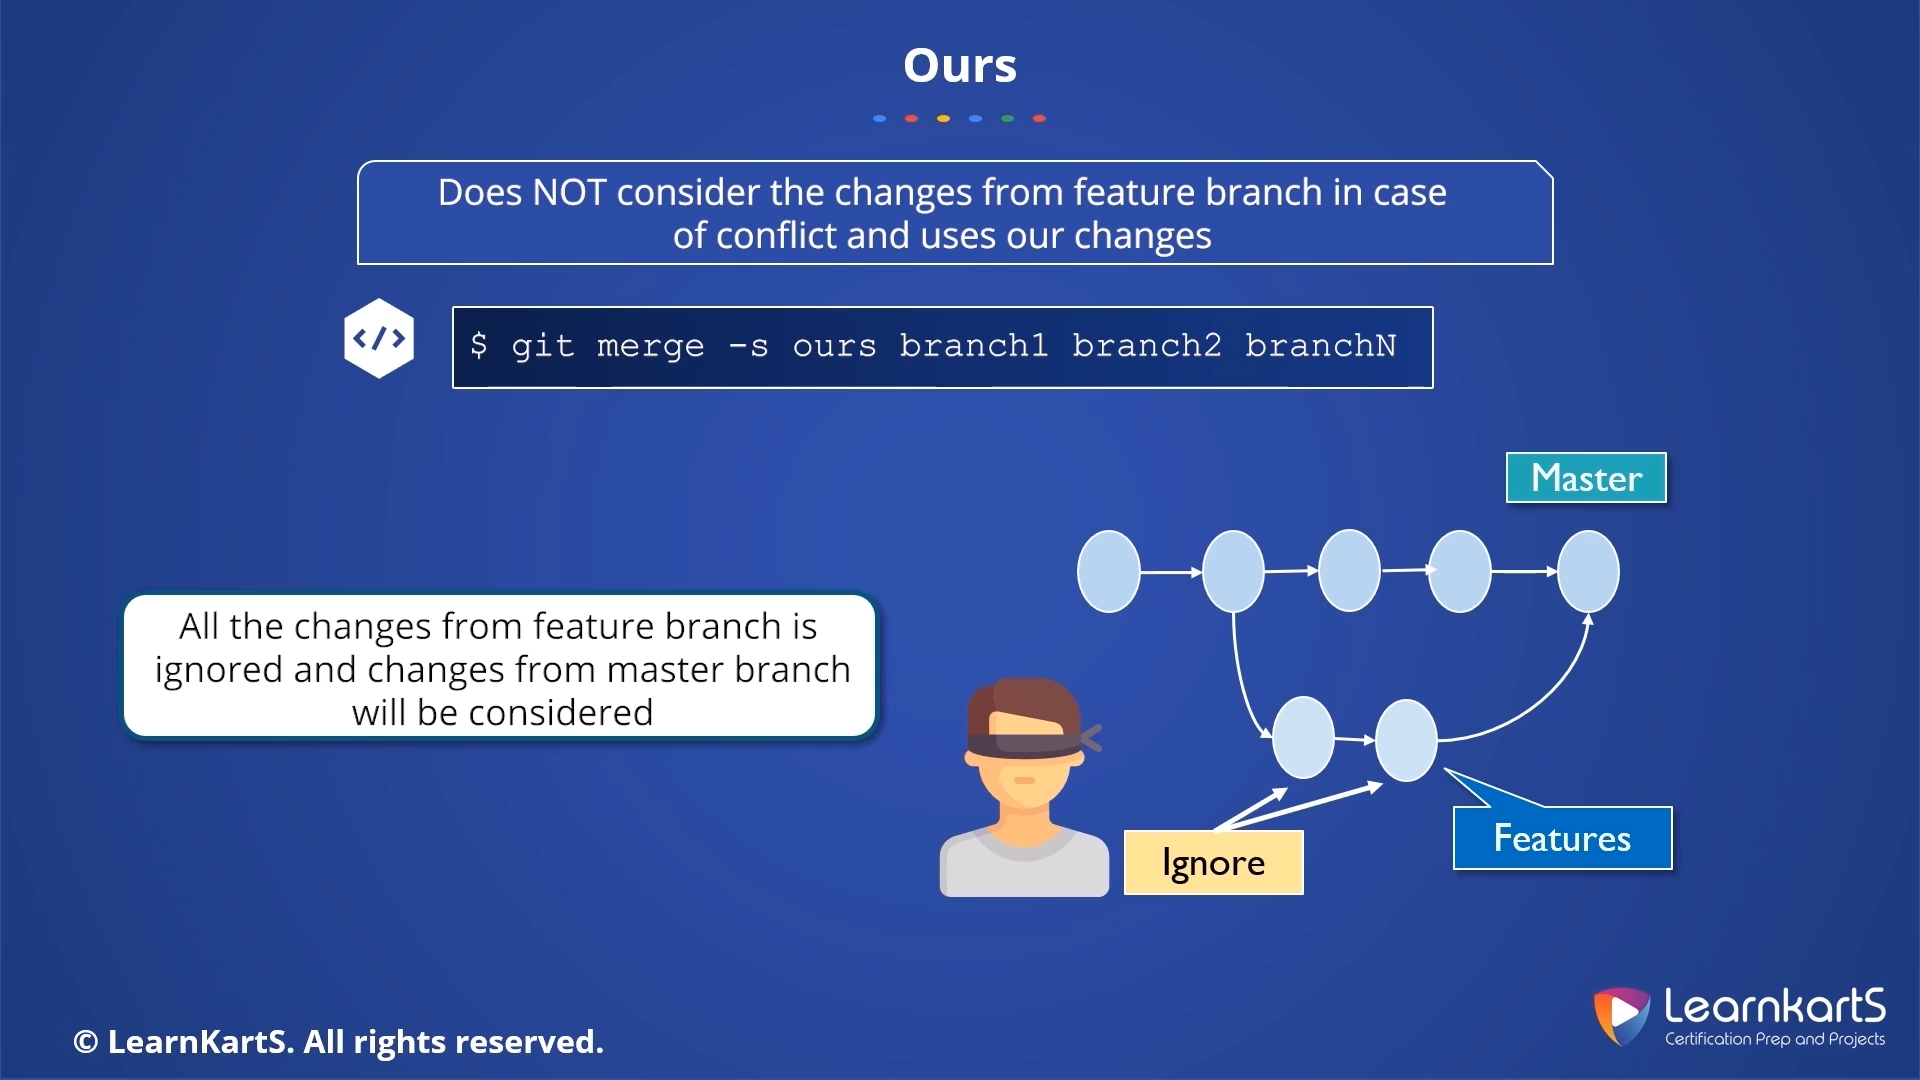 Ours
Does NOT consider the changes from feature branch in case
of conflict and uses our changes
</>
$ git merge -s ours branch1 branch2 branchN
Master
All the changes from feature branch is
ignored and changes from master branch
will be considered
Ignore
Features
© LearnKartS. All rights reserved.
LearnkartS
Certification Prep and Projects